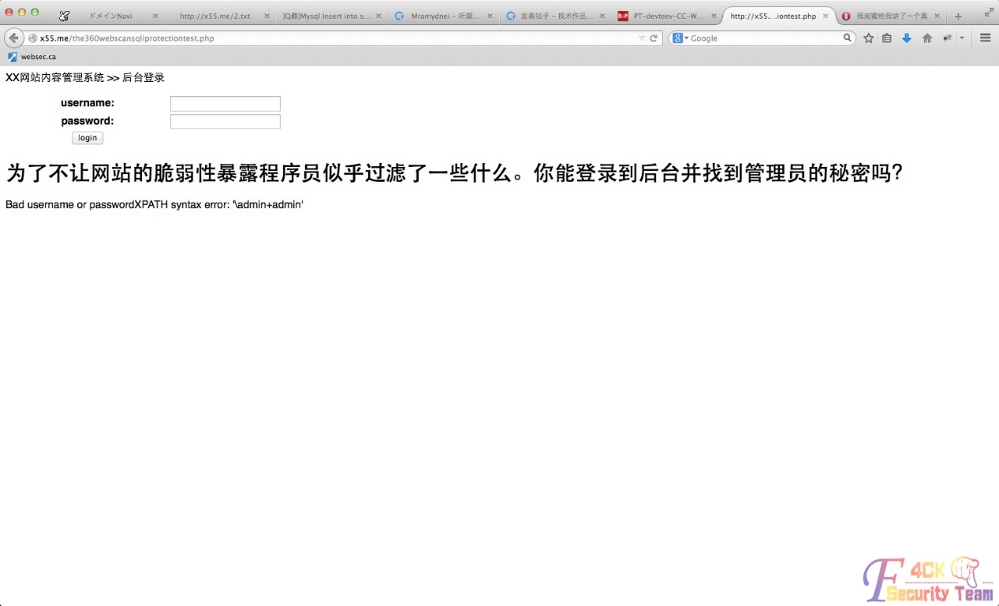 ドメインNavi
http://x55.me/2.txt
[Q廊]Mysql Insert into s...
Mramydnei - 听潮...
发表帖子 - 技术作品...
PT-devteev-CC-W...
http://x55....iontest.php
我闺蜜给我讲了一个真
x55.me/the360webscansqliprotectiontest.php
Google
websec.ca
XX网站内容管理系统 >> 后台登录
username:
password:
login
为了不让网站的脆弱性暴露程序员似乎过滤了一些什么。你能登录到后台并找到管理员的秘密吗?
Bad username or passwordXPATH syntax error: '\admin+admin'
F4CK
Security Team